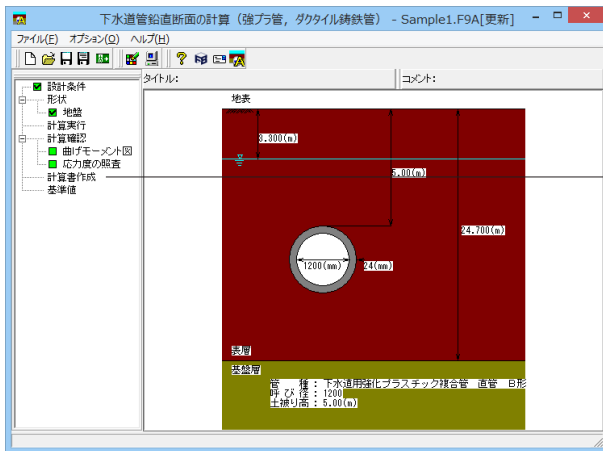 下水道管鉛直断面の計算（強プラ管，ダクタイル鋳鉄管） - Sample1.F9A[更新]
ファイル(F) オプション(O) ヘルプ(H)
タイトル:
コメント:
設計条件
形状
地盤
計算実行
計算確認
曲げモーメント図
応力度の照査
計算書作成
基準値
地表
3.300(m)
5.00(m)
24.700(m)
1200(mm)
24(mm)
表層
基盤層
管　種：下水道用強化プラスチック複合管　直管　B形
呼び径：1200
土被り高：5.00(m)